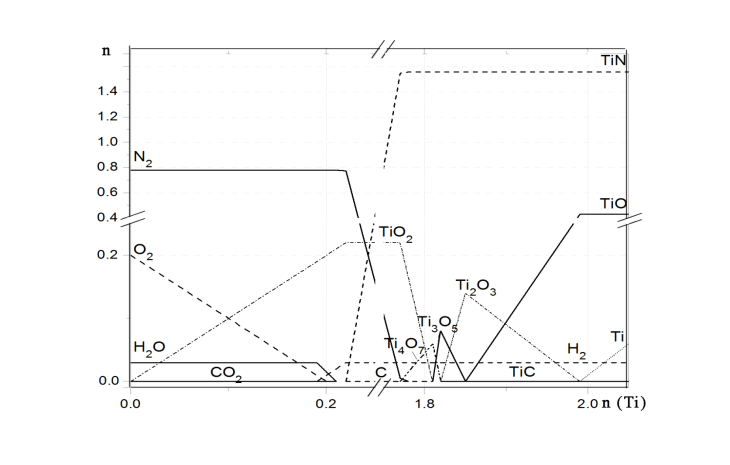 n
TiN
1.4
1.2
1.0
N2
0.8
0.6
TiO
0.4
TiO2
O2
0.2
Ti2O3
Ti3O5
Ti
H2O
Ti4O7
H2
CO2
C
TiC
0.0
0.0
0.2
1.8
2.0 n (Ti)